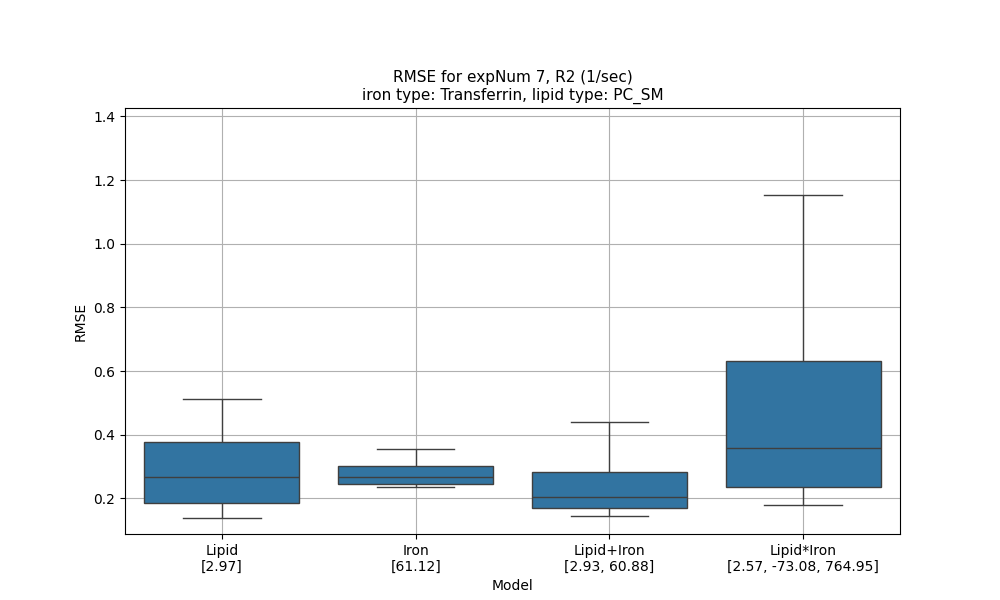 RMSE for expNum 7, R2 (1/sec)
iron type: Transferrin, lipid type: PC_SM
1.4
1.2
1.0
0.8
0.6
0.4
0.2
RMSE
Lipid
[2.97]
Iron
[61.12]
Lipid+Iron
[2.93, 60.88]
Lipid*Iron
[2.57, -73.08, 764.95]
Model